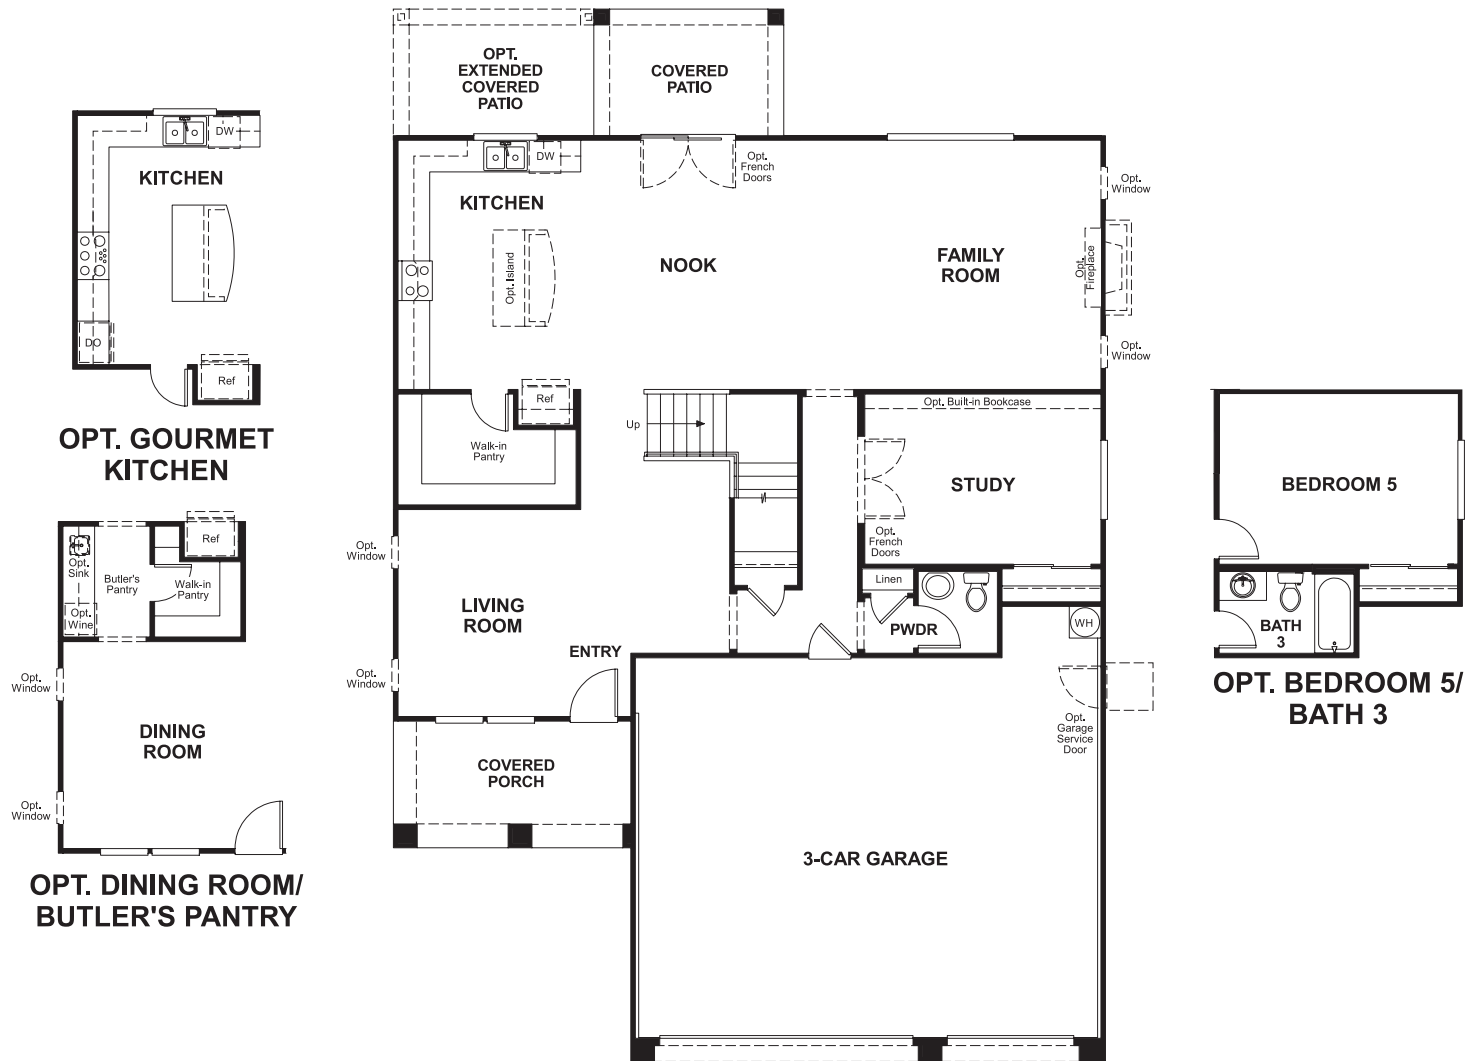 KITCHEN
DW
DO
Ref
OPT. GOURMET
KITCHEN
Ref
Opt.
Sink
Butler's
Pantry
Walk-in
Pantry
Opt.
Wine
Opt.
Window
DINING
ROOM
Opt.
Window
OPT. DINING ROOM/
BUTLER'S PANTRY
OPT.
EXTENDED
COVERED
PATIO
COVERED
PATIO
DW
Opt.
French
Doors
KITCHEN
Opt. Island
NOOK
FAMILY
ROOM
Opt.
Window
Opt.
Fireplace
Opt.
Window
Ref
Walk-in
Pantry
Up
Opt. Built-in Bookcase
STUDY
Opt.
French
Doors
Opt.
Window
LIVING
ROOM
Linen
PWDR
WH
ENTRY
Opt.
Window
Opt.
Garage
Service
Door
COVERED
PORCH
3-CAR GARAGE
BEDROOM 5
BATH
3
OPT. BEDROOM 5/
BATH 3